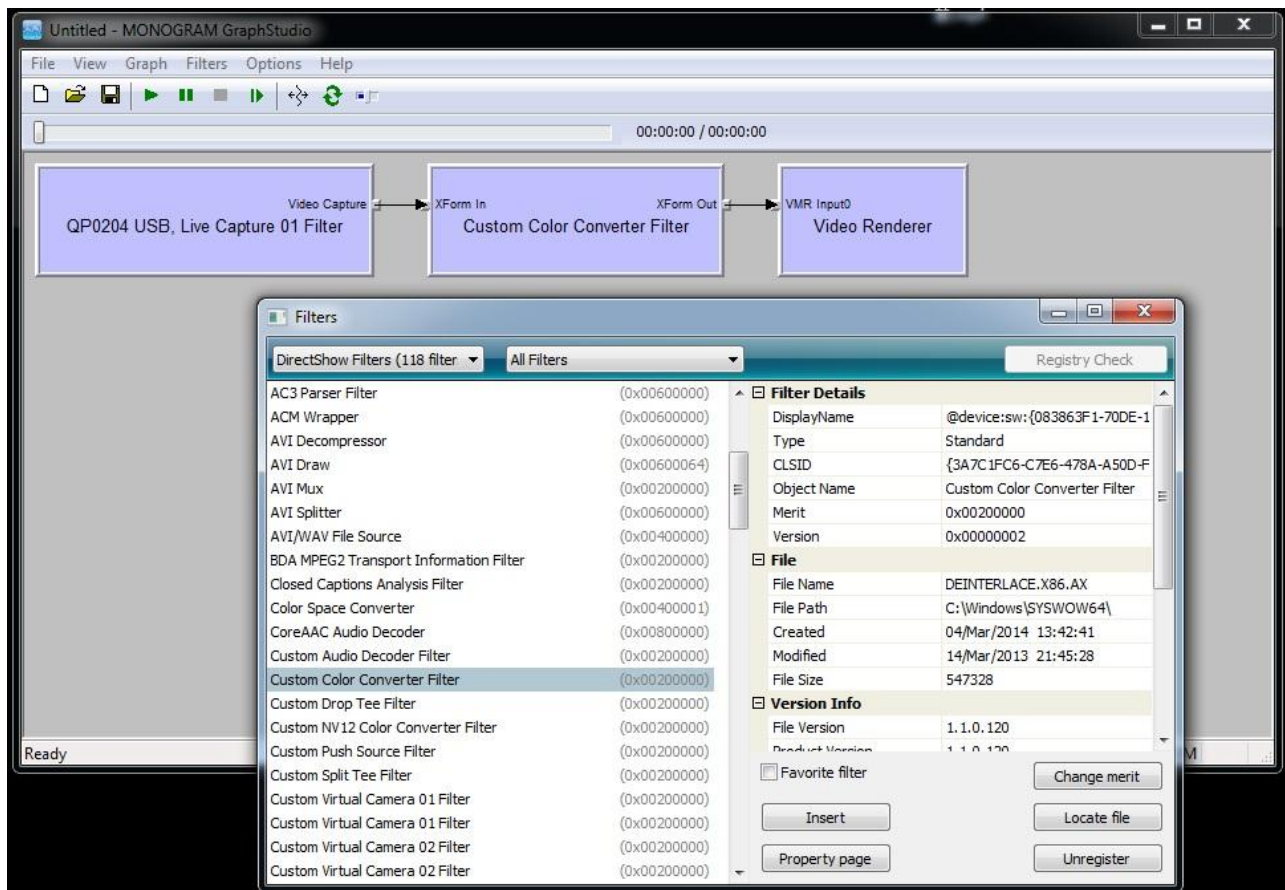 Untitled - MONOGRAM GraphStudio
File View Graph Filters Options Help
00:00:00 / 00:00:00
Video Capture
QP0204 USB, Live Capture 01 Filter
XForm In XForm Out
Custom Color Converter Filter
VMR Input0
Video Renderer
Filters
DirectShow Filters (118 filter All Filters Registry Check
AC3 Parser Filter (0x00600000)
ACM Wrapper (0x00600000)
AVI Decompressor (0x00600000)
AVI Draw (0x00600064)
AVI Mux (0x00200000)
AVI Splitter (0x00600000)
AVI/WAV File Source (0x00400000)
BDA MPEG2 Transport Information Filter (0x00200000)
Closed Captions Analysis Filter (0x00200000)
Color Space Converter (0x00400001)
CoreAAC Audio Decoder (0x00800000)
Custom Audio Decoder Filter (0x00200000)
Custom Color Converter Filter (0x00200000)
Custom Drop Tee Filter (0x00200000)
Custom NV12 Color Converter Filter (0x00200000)
Custom Push Source Filter (0x00200000)
Custom Split Tee Filter (0x00200000)
Custom Virtual Camera 01 Filter (0x00200000)
Custom Virtual Camera 01 Filter (0x00200000)
Custom Virtual Camera 02 Filter (0x00200000)
Custom Virtual Camera 02 Filter (0x00200000)
Filter Details
DisplayName @device:sw:{083863F1-70DE-1
Type Standard
CLSID {3A7C1FC6-C7E6-478A-A50D-F
Object Name Custom Color Converter Filter
Merit 0x00200000
Version 0x00000002
File
File Name DEINTERLACE.X86.AX
File Path C:\Windows\SYSWOW64\
Created 04/Mar/2014 13:42:41
Modified 14/Mar/2013 21:45:28
File Size 547328
Version Info
File Version 1.1.0.120
Product Version 1.1.0.120
Favorite filter Change merit
Insert Locate file
Property page Unregister
Ready